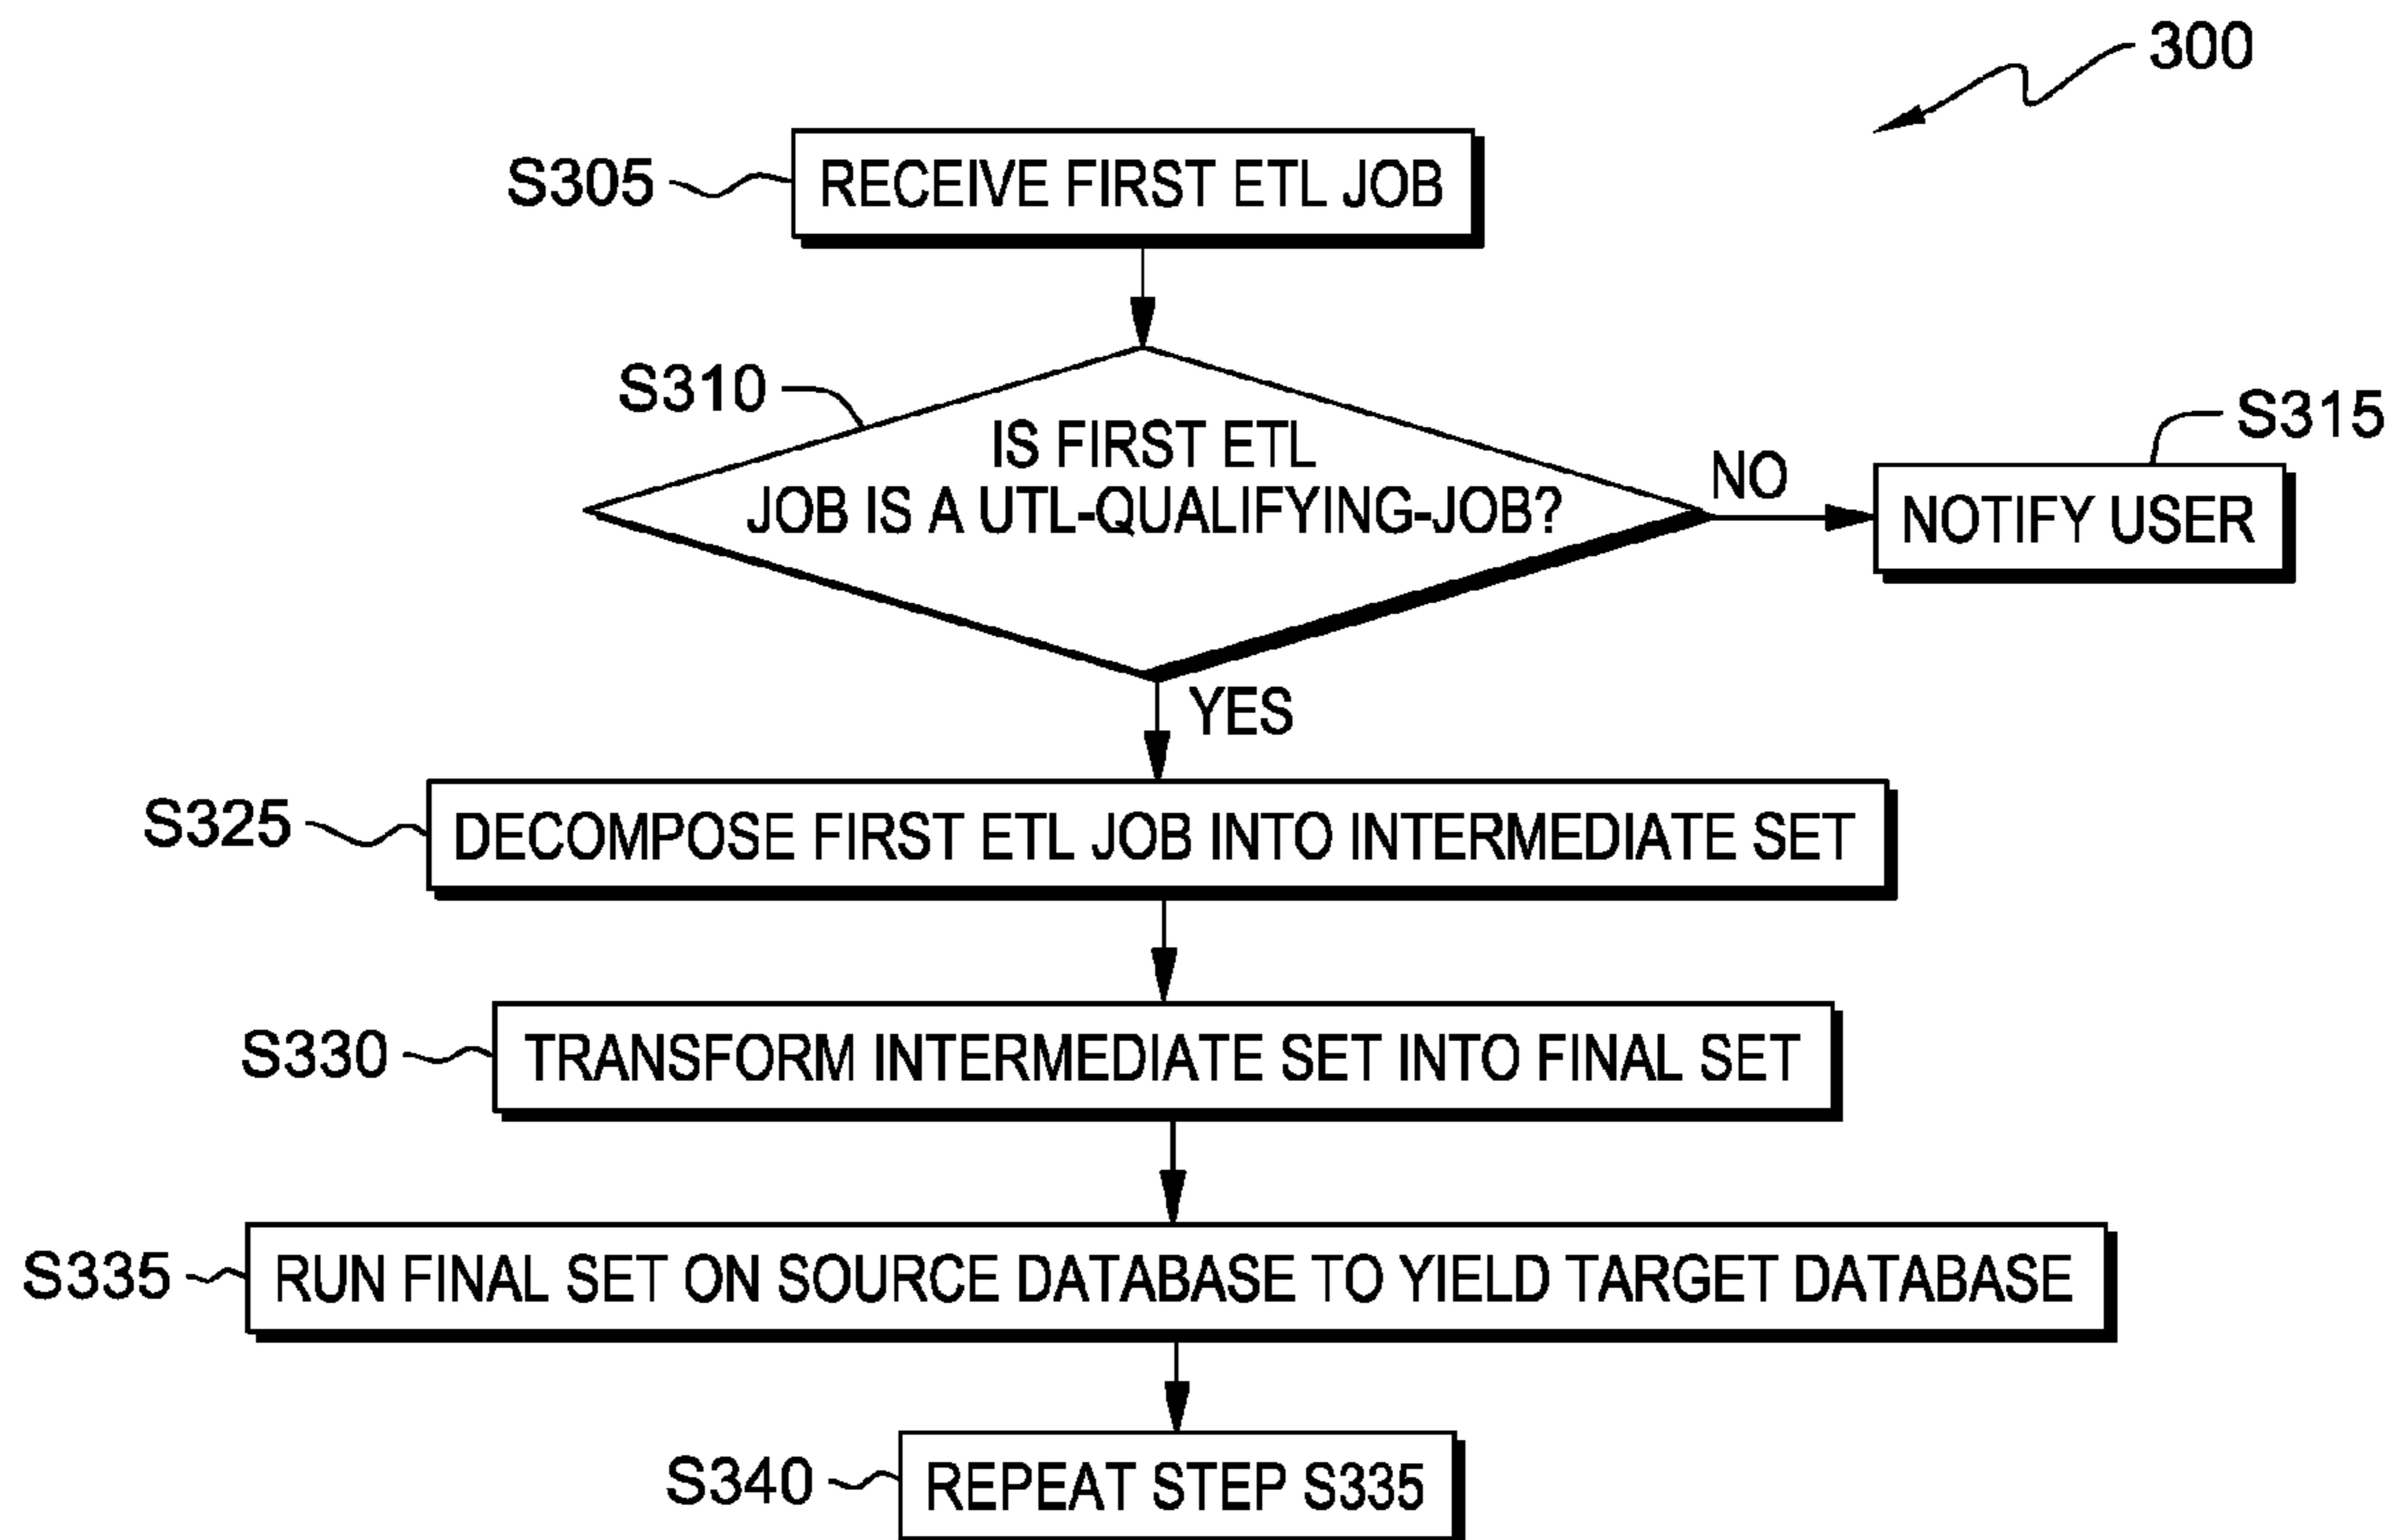 300
S305
RECEIVE FIRST ETL JOB
S310
IS FIRST ETL
JOB IS A UTL-QUALIFYING-JOB?
NO
S315
NOTIFY USER
YES
S325
DECOMPOSE FIRST ETL JOB INTO INTERMEDIATE SET
S330
TRANSFORM INTERMEDIATE SET INTO FINAL SET
S335
RUN FINAL SET ON SOURCE DATABASE TO YIELD TARGET DATABASE
S340
REPEAT STEP S335